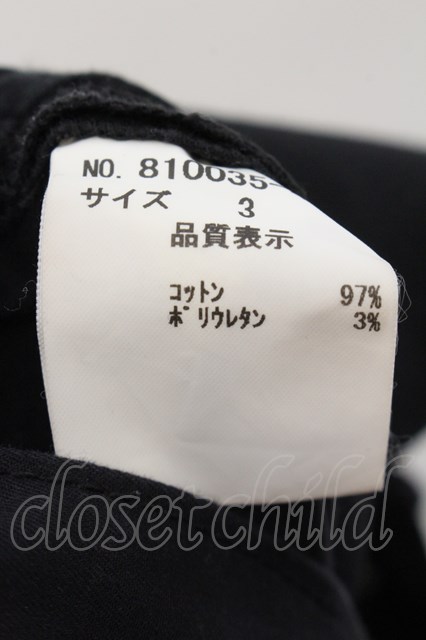 NO. 810035-
サイズ 3
品質表示
コットン 97%
ポリウレタン 3%
closet child